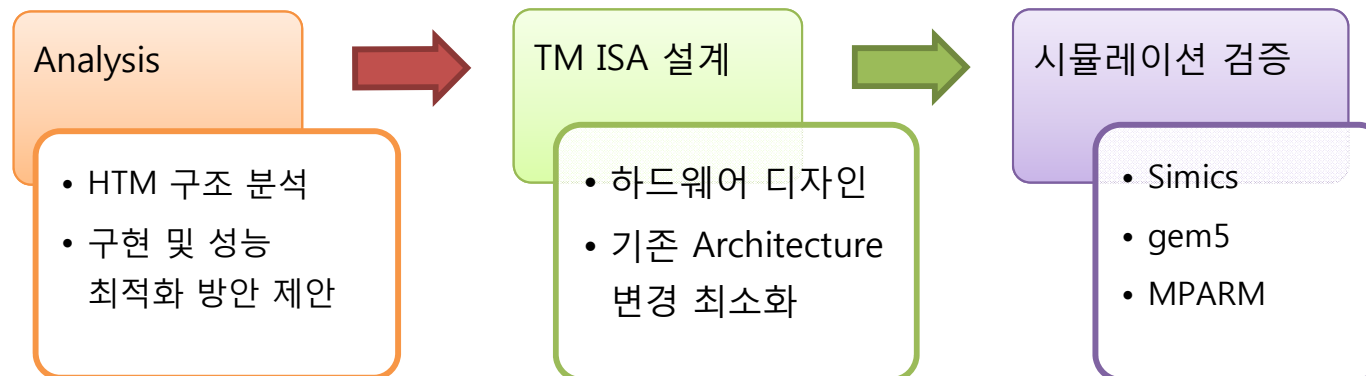 Analysis
• HTM 구조 분석
• 구현 및 성능
최적화 방안 제안
TM ISA 설계
• 하드웨어 디자인
• 기존 Architecture
변경 최소화
시뮬레이션 검증
• Simics
• gem5
• MPARM